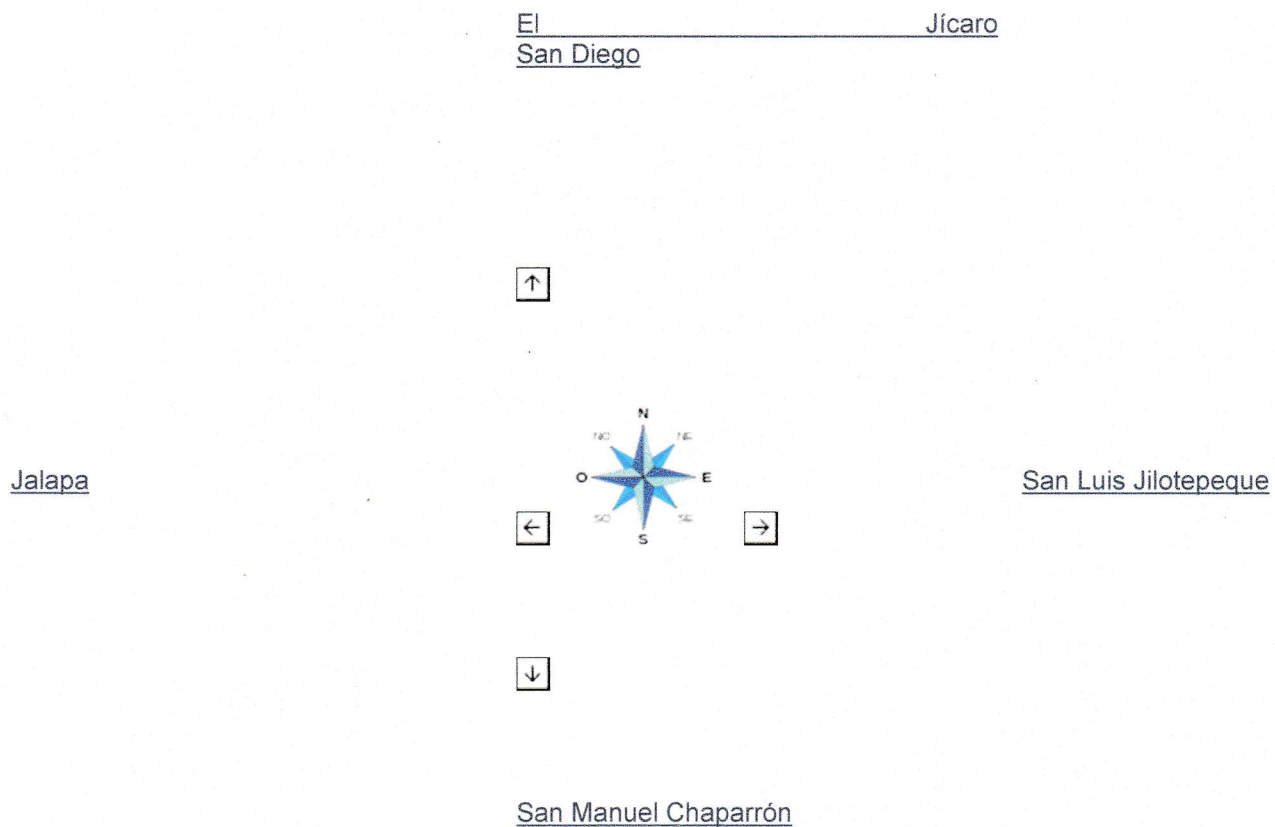 El Jícaro
San Diego
↑
N
NO NE
Jalapa O E San Luis Jilotepeque
SO SE
← S →
↓
San Manuel Chaparrón